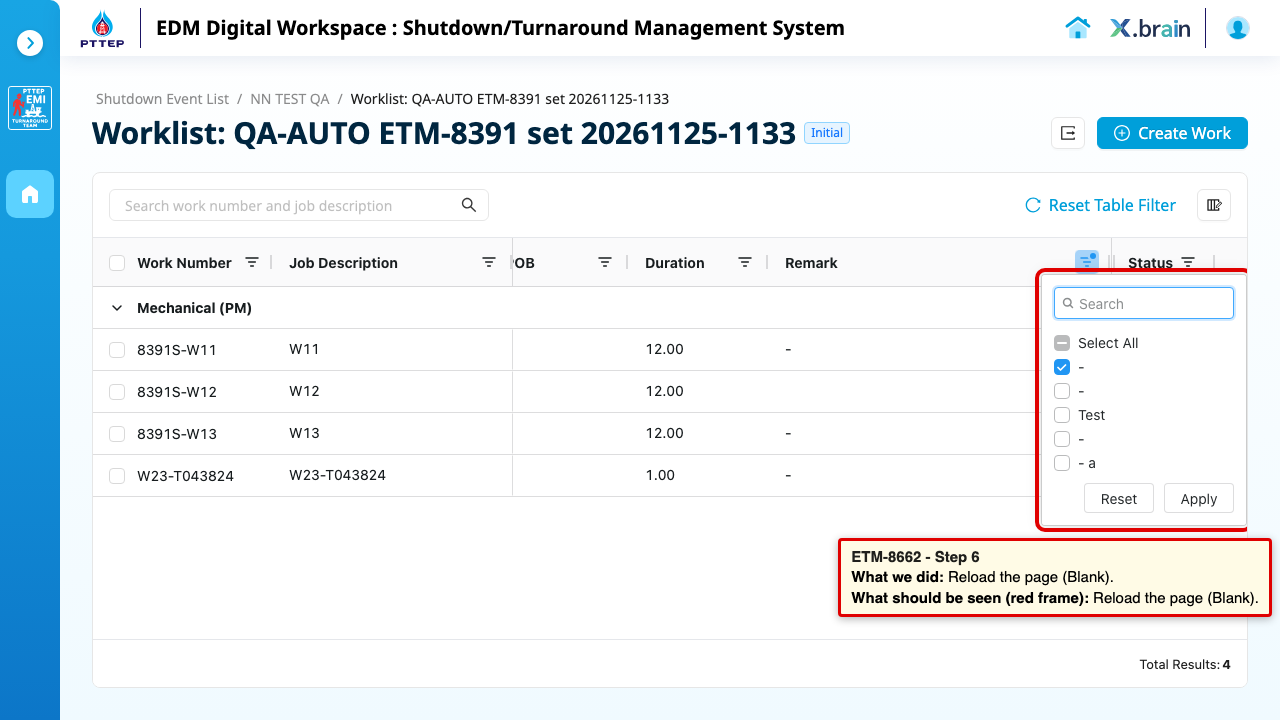 PTTEP
EDM Digital Workspace : Shutdown/Turnaround Management System
X.brain
PTTEP
EMI
TURNAROUND
TEAM
Shutdown Event List / NN TEST QA / Worklist: QA-AUTO ETM-8391 set 20261125-1133
Worklist: QA-AUTO ETM-8391 set 20261125-1133 Initial
Create Work
Search work number and job description
Reset Table Filter
Work Number Job Description OB Duration Remark Status
Mechanical (PM)
8391S-W11 W11 12.00 -
8391S-W12 W12 12.00
8391S-W13 W13 12.00 -
W23-T043824 W23-T043824 1.00 -
Search
Select All
-
-
Test
-
- a
Reset Apply
ETM-8662 - Step 6
What we did: Reload the page (Blank).
What should be seen (red frame): Reload the page (Blank).
Total Results: 4